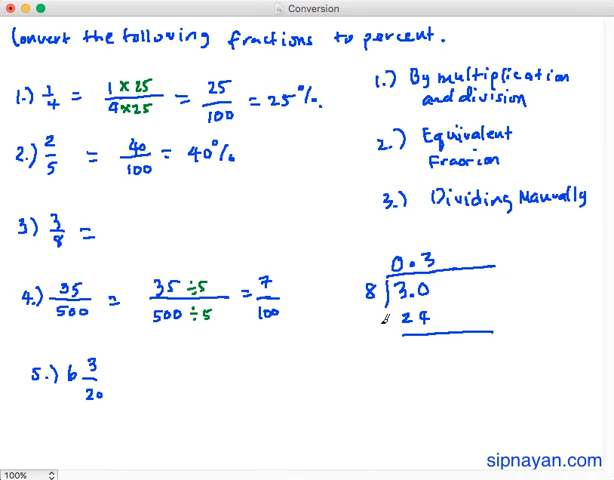 Conversion
Convert the following fractions to percent.
1.) 1/4 = 1 × 25 / 4 × 25 = 25/100 = 25%.
2.) 2/5 = 40/100 = 40%
3) 3/8 =
4.) 35/500 = 35 ÷ 5 / 500 ÷ 5 = 7/100
5.) 6 3/20
1.) By multiplication
and division
2.) Equivalent
Fraction
3.) Dividing Manually
0.3
8 3.0
24
sipnayan.com
100%